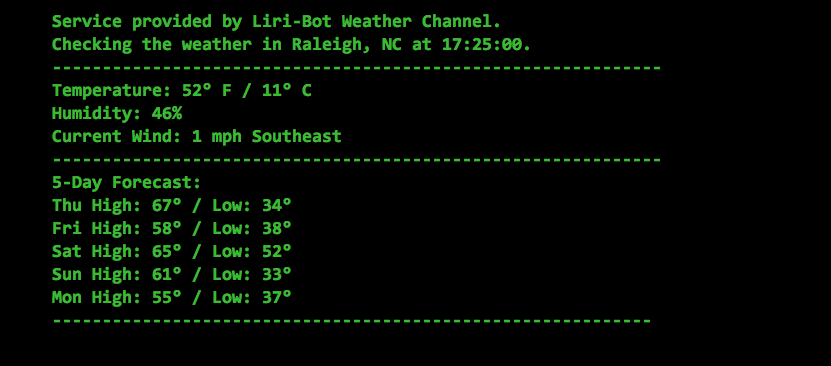 Service provided by Liri-Bot Weather Channel.
Checking the weather in Raleigh, NC at 17:25:00.
-------------------------------------------------------------
Temperature: 52° F / 11° C
Humidity: 46%
Current Wind: 1 mph Southeast
-------------------------------------------------------------
5-Day Forecast:
Thu High: 67° / Low: 34°
Fri High: 58° / Low: 38°
Sat High: 65° / Low: 52°
Sun High: 61° / Low: 33°
Mon High: 55° / Low: 37°
------------------------------------------------------------